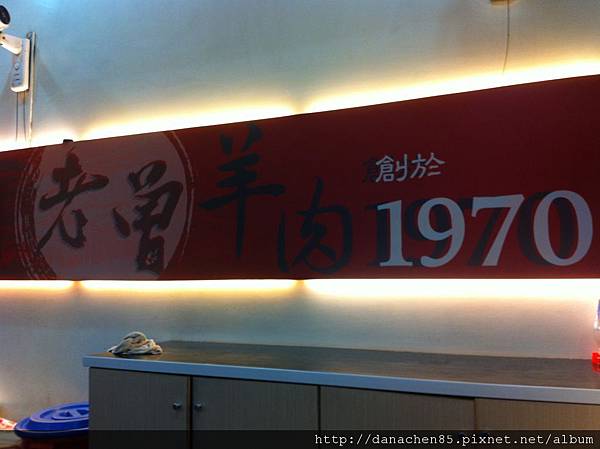 老曾羊肉
創於
1970
http://danachen85.pixnet.net/album